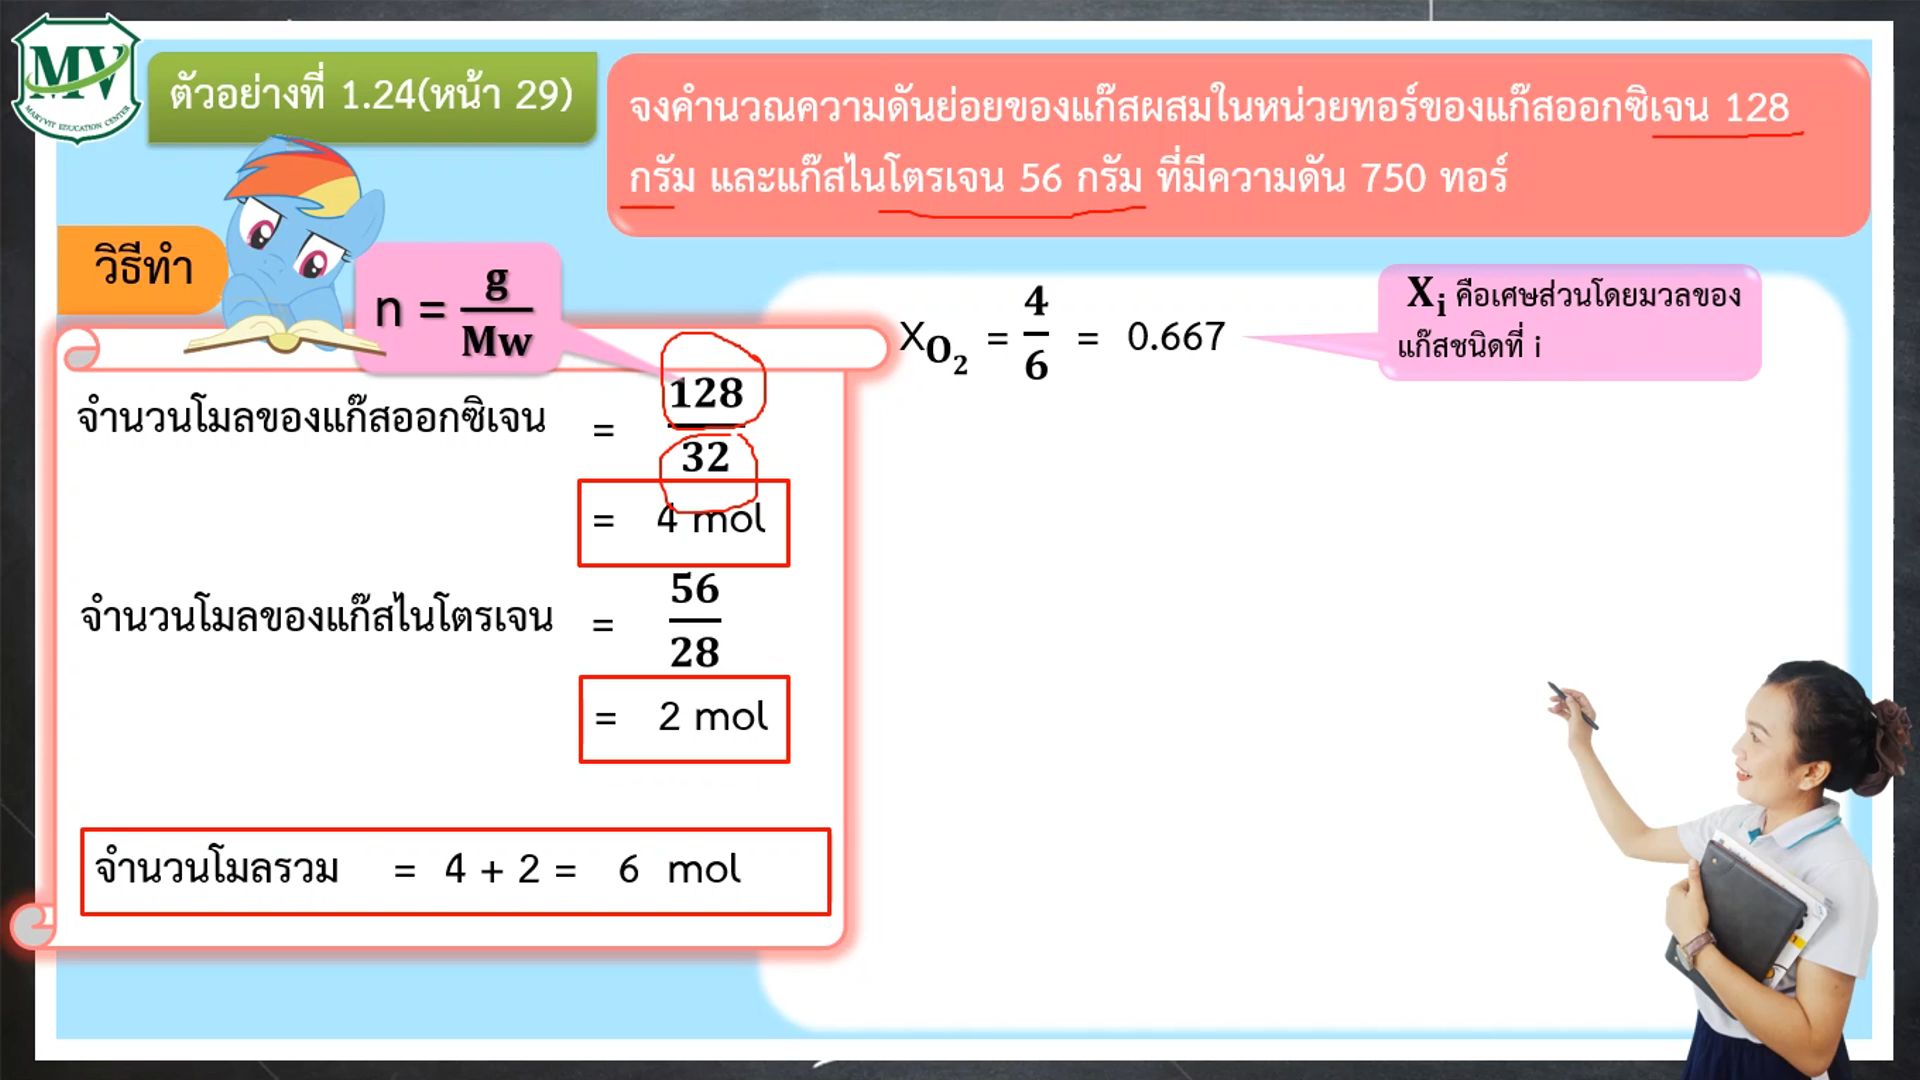 MV
MARYVIT EDUCATION CENTER
ตัวอย่างที่ 1.24(หน้า 29)
จงคำนวณความดันย่อยของแก๊สผสมในหน่วยทอร์ของแก๊สออกซิเจน 128
กรัม และแก๊สไนโตรเจน 56 กรัม ที่มีความดัน 750 ทอร์
วิธีทำ
n = g/Mw
จำนวนโมลของแก๊สออกซิเจน = 128/32
= 4 mol
จำนวนโมลของแก๊สไนโตรเจน = 56/28
= 2 mol
จำนวนโมลรวม = 4 + 2 = 6 mol
X_O₂ = 4/6 = 0.667
Xᵢ คือเศษส่วนโดยมวลของ
แก๊สชนิดที่ i